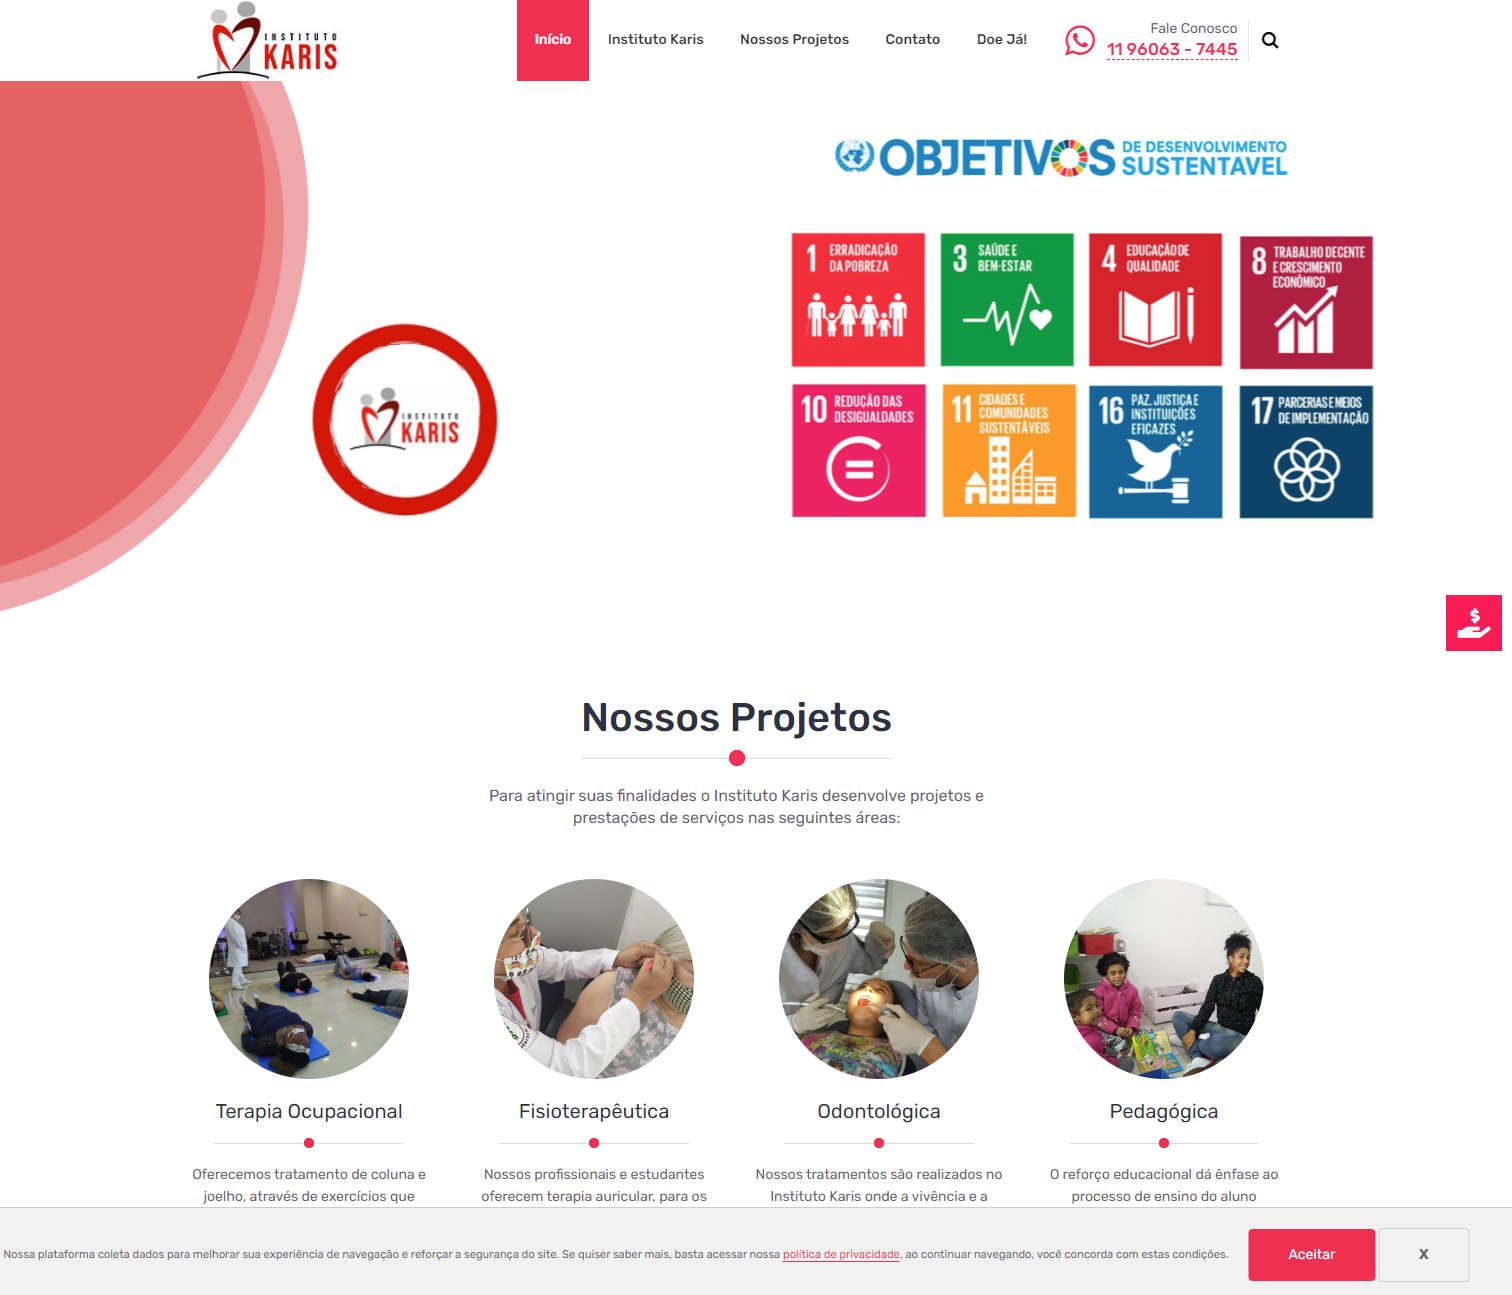 INSTITUTO
KARIS
Início
Instituto Karis
Nossos Projetos
Contato
Doe Já!
Fale Conosco
11 96063 - 7445
OBJETIVOS
DE DESENVOLVIMENTO
SUSTENTAVEL
1 ERRADICAÇÃO
DA POBREZA
3 SAÚDE E
BEM-ESTAR
4 EDUCAÇÃO DE
QUALIDADE
8 TRABALHO DECENTE
E CRESCIMENTO
ECONÔMICO
INSTITUTO
KARIS
10 REDUÇÃO DAS
DESIGUALDADES
11 CIDADES E
COMUNIDADES
SUSTENTÁVEIS
16 PAZ, JUSTIÇA E
INSTITUIÇÕES
EFICAZES
17 PARCERIAS E MEIOS
DE IMPLEMENTAÇÃO
$
Nossos Projetos
Para atingir suas finalidades o Instituto Karis desenvolve projetos e
prestações de serviços nas seguintes áreas:
Terapia Ocupacional
Oferecemos tratamento de coluna e
joelho, através de exercícios que
Fisioterapêutica
Nossos profissionais e estudantes
oferecem terapia auricular, para os
Odontológica
Nossos tratamentos são realizados no
Instituto Karis onde a vivência e a
Pedagógica
O reforço educacional dá ênfase ao
processo de ensino do aluno
Nossa plataforma coleta dados para melhorar sua experiência de navegação e reforçar a segurança do site. Se quiser saber mais, basta acessar nossa política de privacidade, ao continuar navegando, você concorda com estas condições.
Aceitar
X